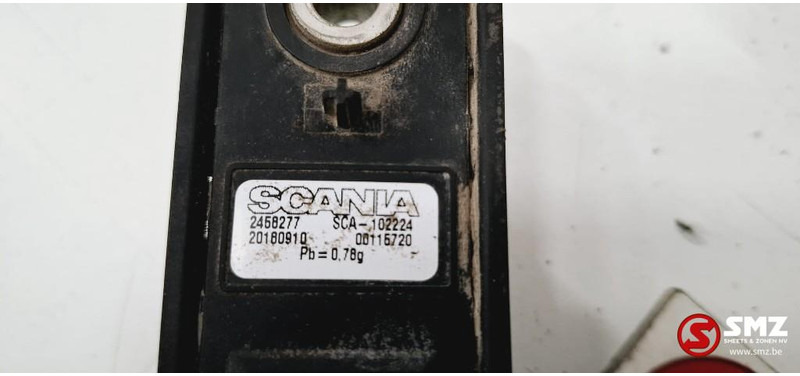 SCANIA
2458277 SCA-102224
20180910 00115720
Pb=0,78g
SMZ
SMEETS & ZONEN NV
www.smz.be